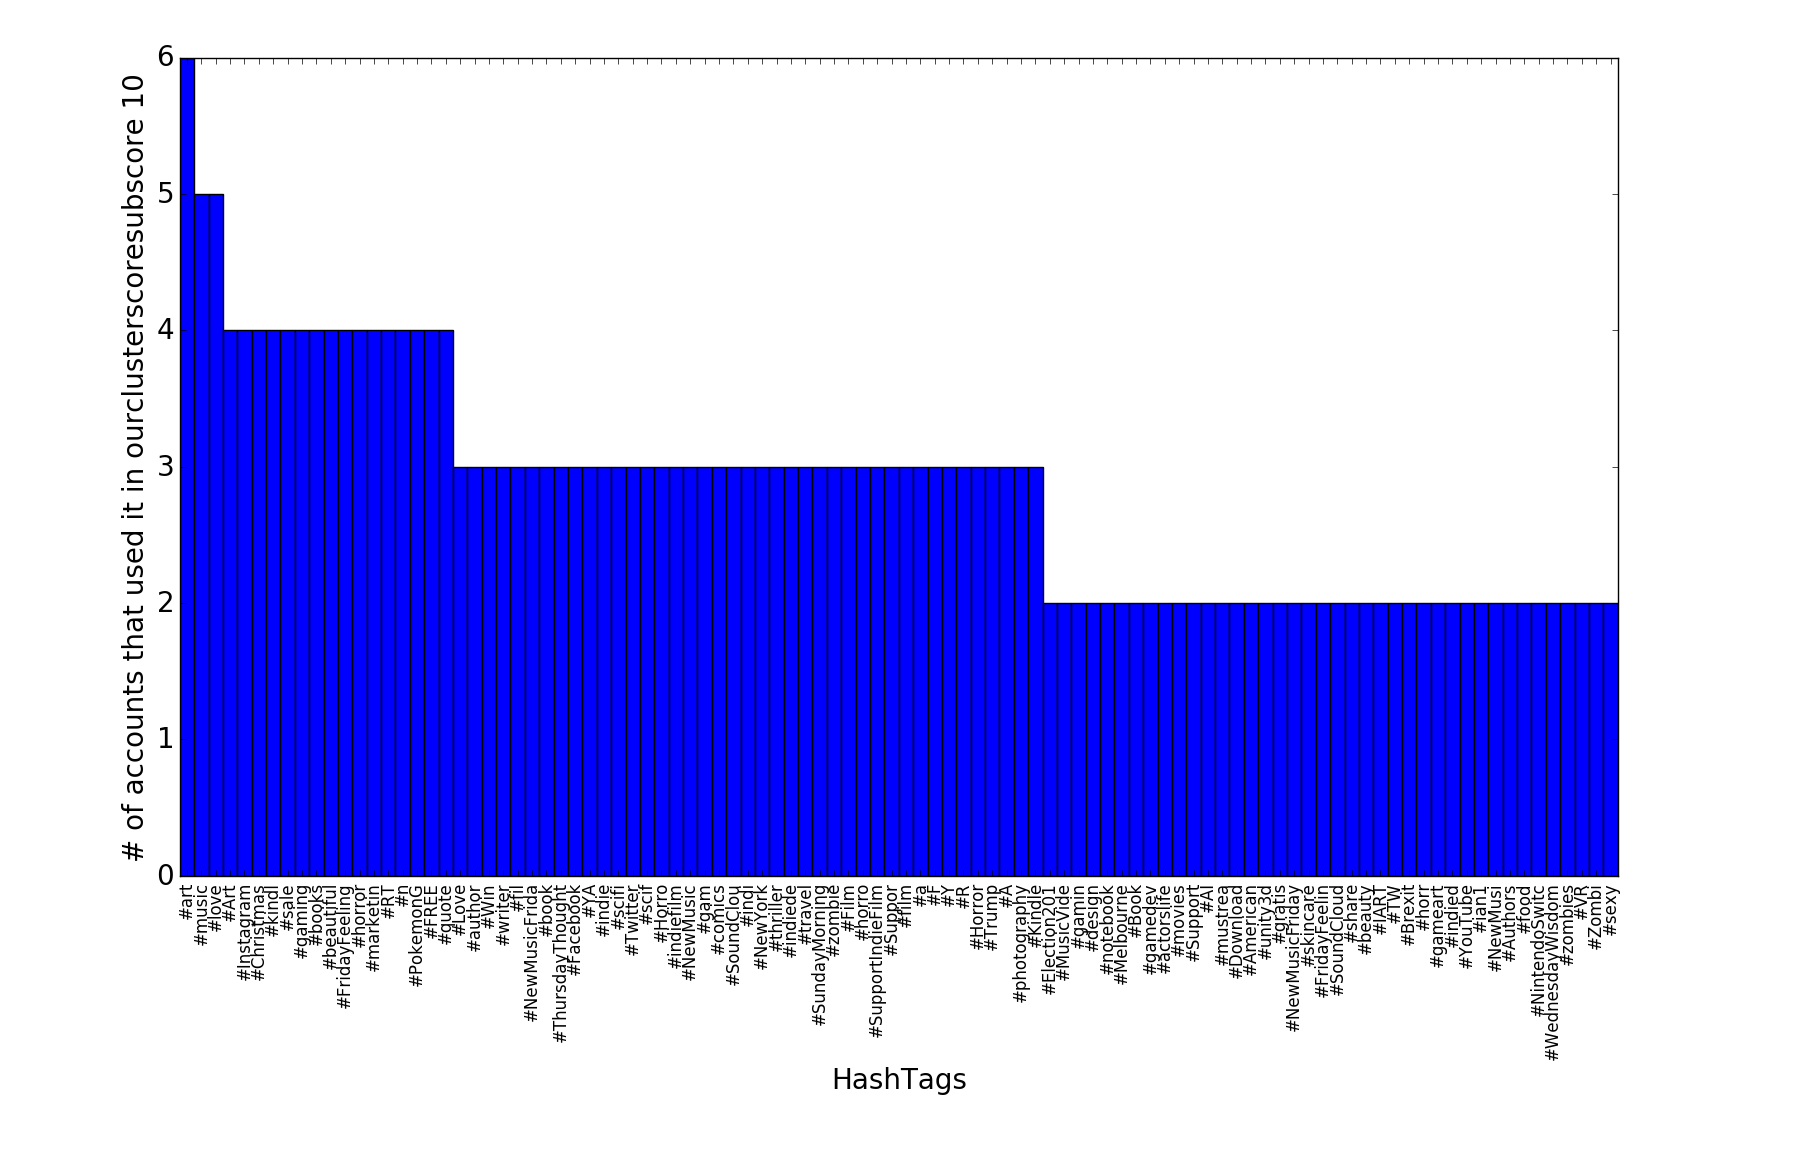 # of accounts that used it in ourclusterscoresubscore 10
6
5
4
3
2
1
0
#art
#music
#love
#Art
#Instagram
#Christmas
#kindl
#sale
#gaming
#books
#beautiful
#FridayFeeling
#horror
#marketin
#RT
#n
#PokemonG
#FREE
#quote
#Love
#author
#Win
#writer
#fil
#NewMusicFrida
#book
#ThursdayThought
#Facebook
#YA
#indie
#scifi
#Twitter
#scif
#Horro
#indiefilm
#NewMusic
#gam
#comics
#SoundClou
#indi
#NewYork
#thriller
#indiede
#travel
#SundayMorning
#zombie
#Film
#horro
#SupportIndieFilm
#Suppor
#film
#a
#F
#Y
#R
#Horror
#Trump
#A
#photography
#Kindle
#Election201
#MusicVide
#gamin
#design
#notebook
#Melbourne
#Book
#gamedev
#actorslife
#movies
#Support
#AI
#mustrea
#Download
#American
#unity3d
#gratis
#NewMusicFriday
#skincare
#FridayFeelin
#SoundCloud
#share
#beauty
#IART
#TW
#Brexit
#horr
#gameart
#indied
#YouTube
#ian1
#NewMusi
#Authors
#food
#NintendoSwitc
#WednesdayWisdom
#zombies
#VR
#Zombi
#sexy
HashTags